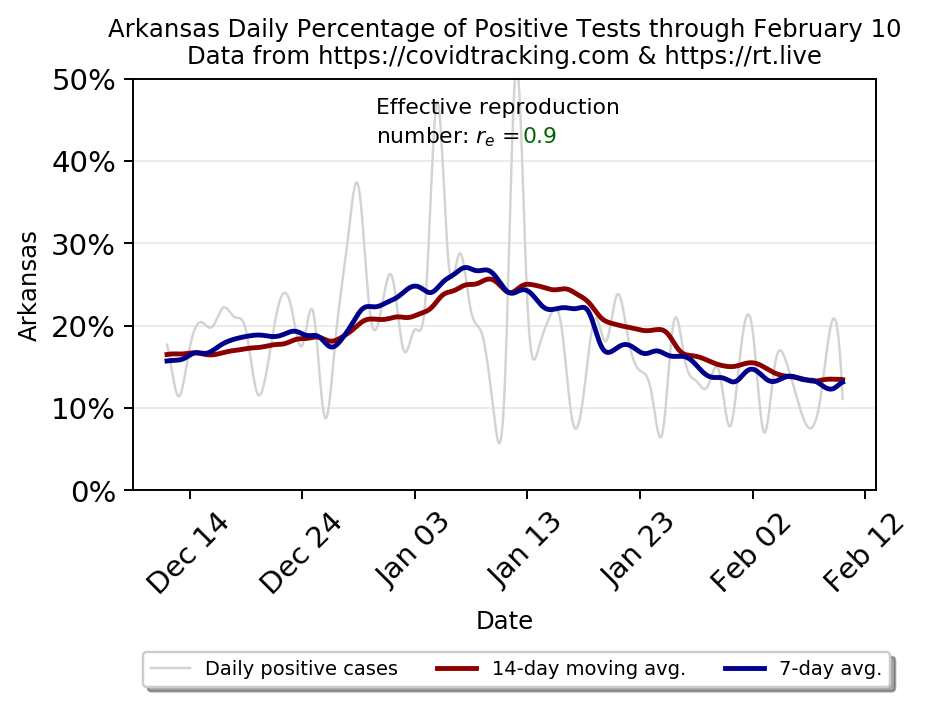 Arkansas Daily Percentage of Positive Tests through February 10
Data from https://covidtracking.com & https://rt.live
50%
40%
30%
20%
10%
0%
Arkansas
Effective reproduction
number: rₑ =0.9
Dec 14
Dec 24
Jan 03
Jan 13
Jan 23
Feb 02
Feb 12
Date
Daily positive cases
14-day moving avg.
7-day avg.